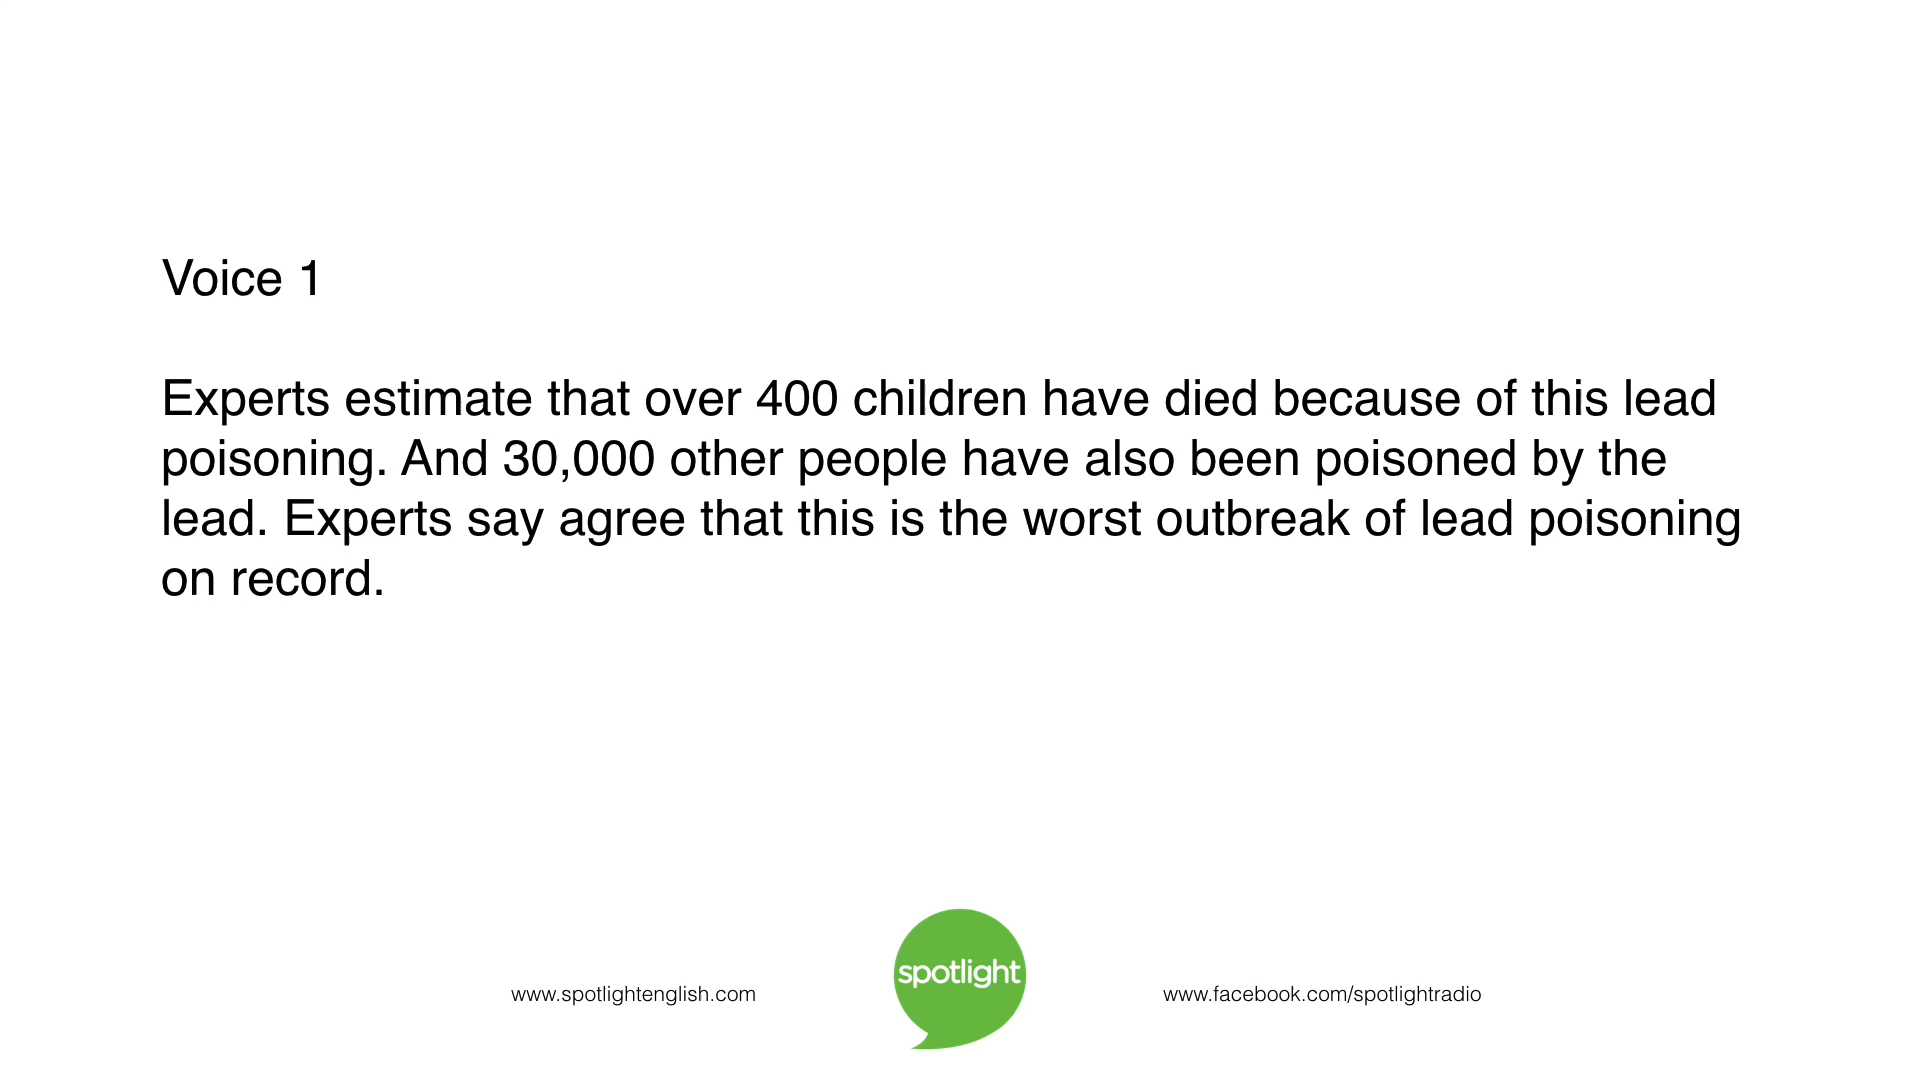 Voice 1
Experts estimate that over 400 children have died because of this lead
poisoning. And 30,000 other people have also been poisoned by the
lead. Experts say agree that this is the worst outbreak of lead poisoning
on record.
spotlight
www.spotlightenglish.com
www.facebook.com/spotlightradio